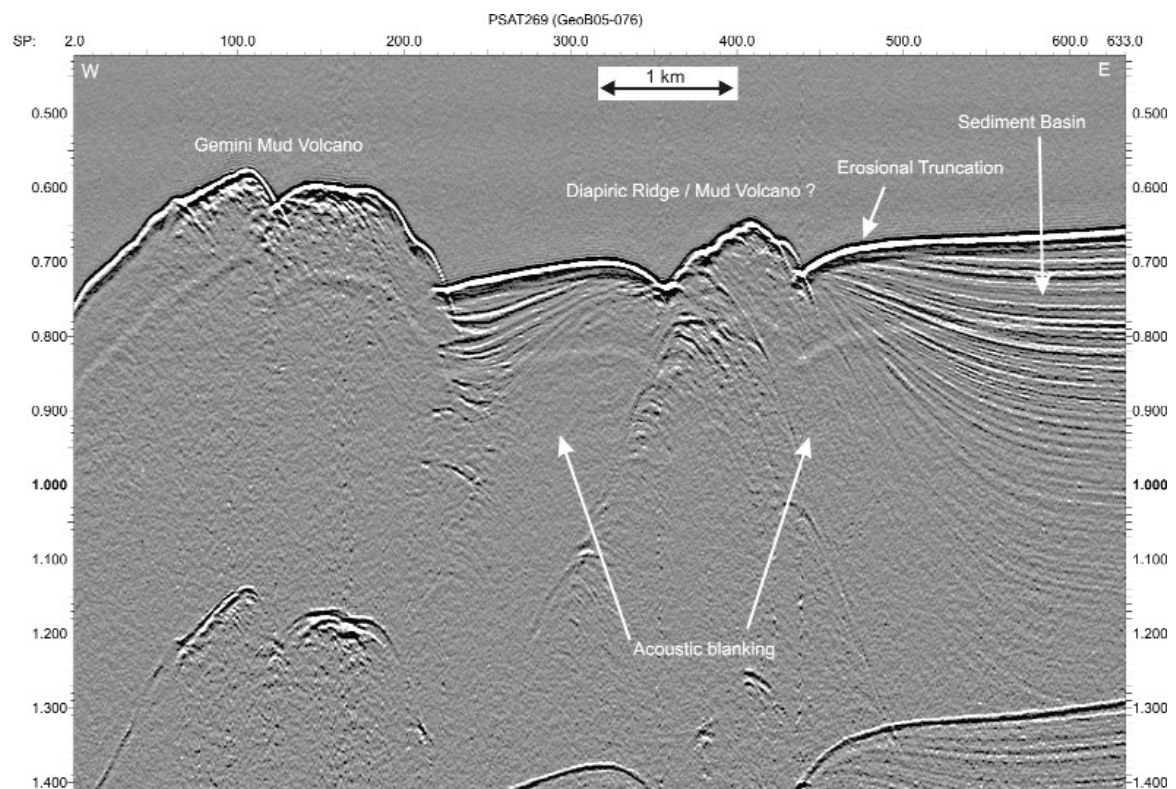 PSAT269 (GeoB05-076)
SP: 2.0 100.0 200.0 300.0 400.0 500.0 600.0 633.0
W E
1 km
0.500 0.500
Sediment Basin
Gemini Mud Volcano
Erosional Truncation
0.600 0.600
Diapiric Ridge / Mud Volcano ?
0.700 0.700
0.800 0.800
0.900 0.900
1.000 1.000
1.100 1.100
1.200 1.200
Acoustic blanking
1.300 1.300
1.400 1.400